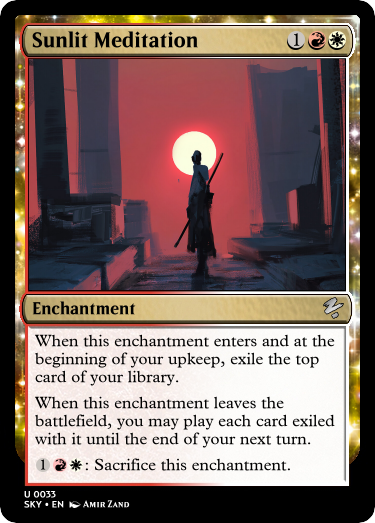 Sunlit Meditation 1
Enchantment
When this enchantment enters and at the
beginning of your upkeep, exile the top
card of your library.
When this enchantment leaves the
battlefield, you may play each card exiled
with it until the end of your next turn.
1 : Sacrifice this enchantment.
U 0033
SKY • EN Amir Zand